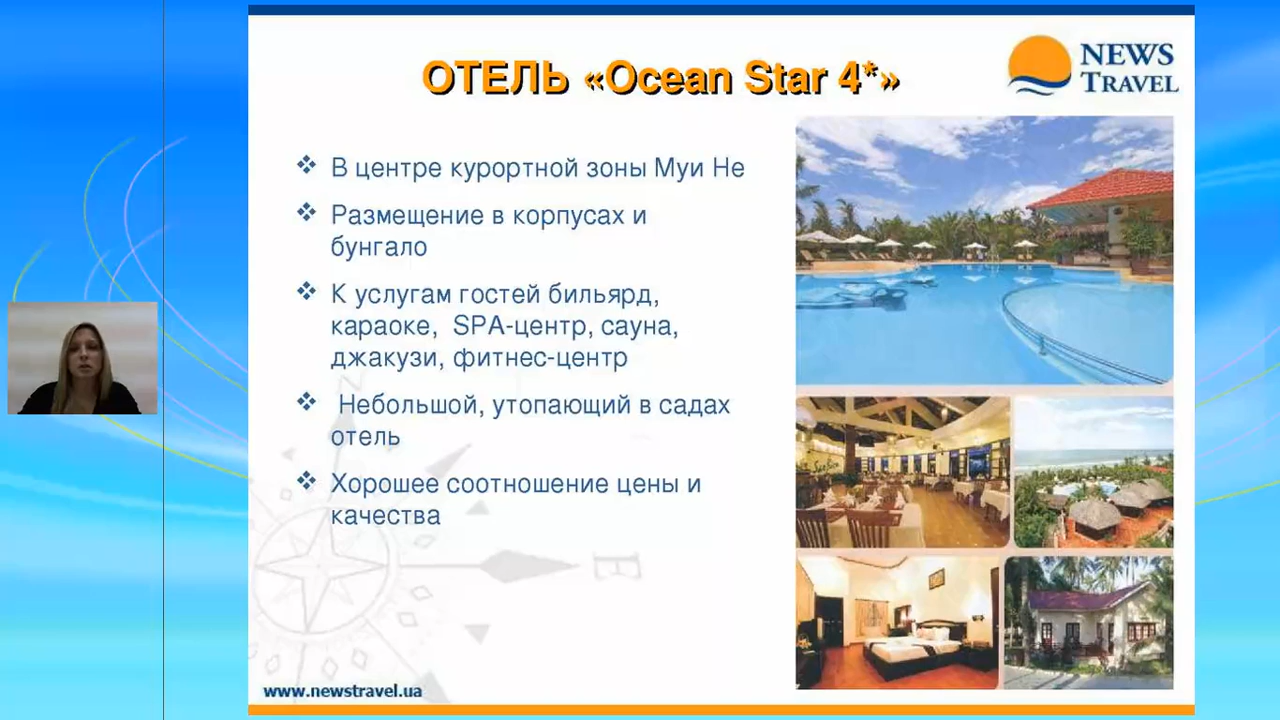 ОТЕЛЬ «Ocean Star 4*»
NEWS
TRAVEL
В центре курортной зоны Муи Не
Размещение в корпусах и
бунгало
К услугам гостей бильярд,
караоке, SPA-центр, сауна,
джакузи, фитнес-центр
Небольшой, утопающий в садах
отель
Хорошее соотношение цены и
качества
E
www.newstravel.ua